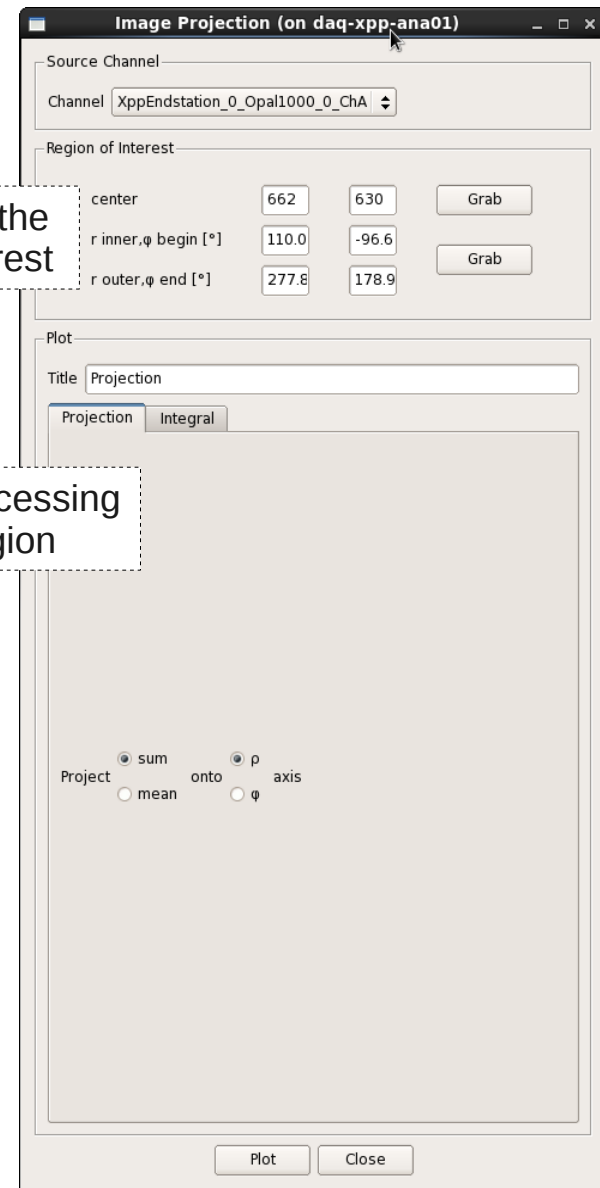 Image Projection (on daq-xpp-ana01)
Source Channel
Channel XppEndstation_0_Opal1000_0_ChA
Region of Interest
center 662 630 Grab
the
rest
r inner,φ begin [°] 110.0 -96.6
Grab
r outer,φ end [°] 277.8 178.9
Plot
Title Projection
Projection Integral
cessing
gion
sum ρ
Project onto axis
mean φ
Plot Close